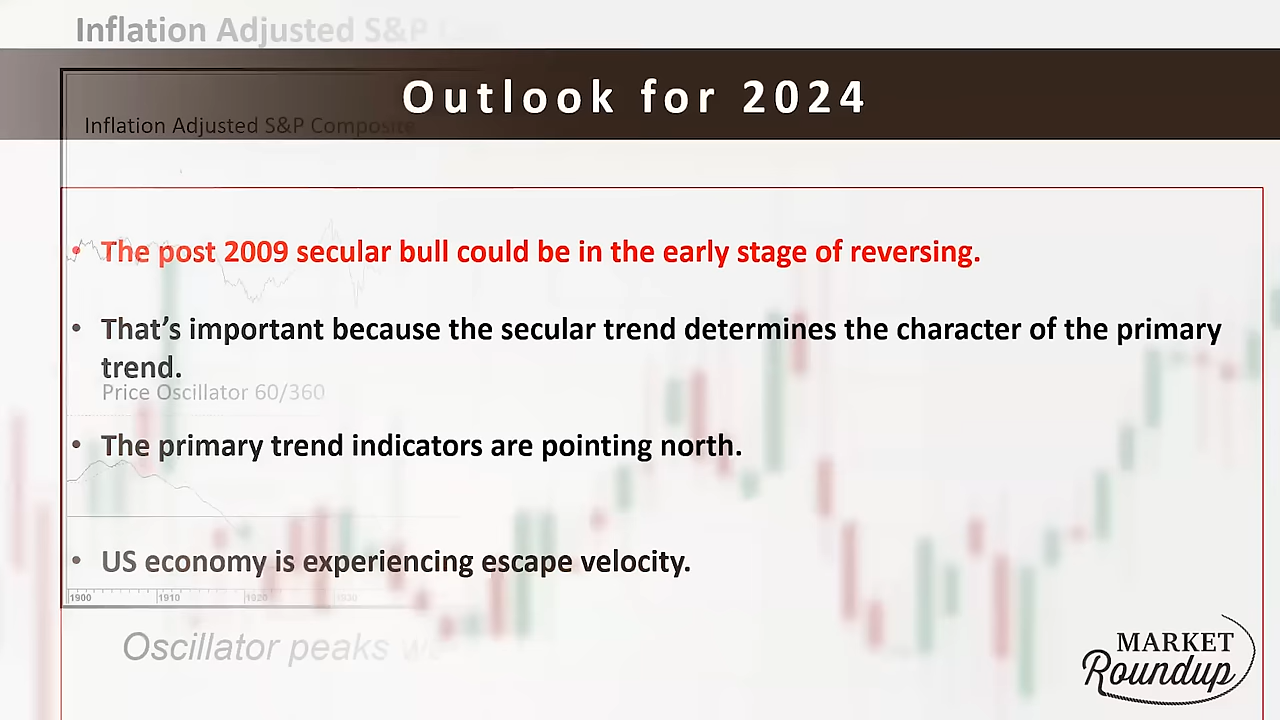 Inflation Adjusted S&P
Outlook for 2024
Inflation Adjusted S&P Composite
• The post 2009 secular bull could be in the early stage of reversing.
• That’s important because the secular trend determines the character of the primary
trend.
Price Oscillator 60/360
• The primary trend indicators are pointing north.
• US economy is experiencing escape velocity.
1900 1910 1920 1930
Oscillator peaks
MARKET
Roundup